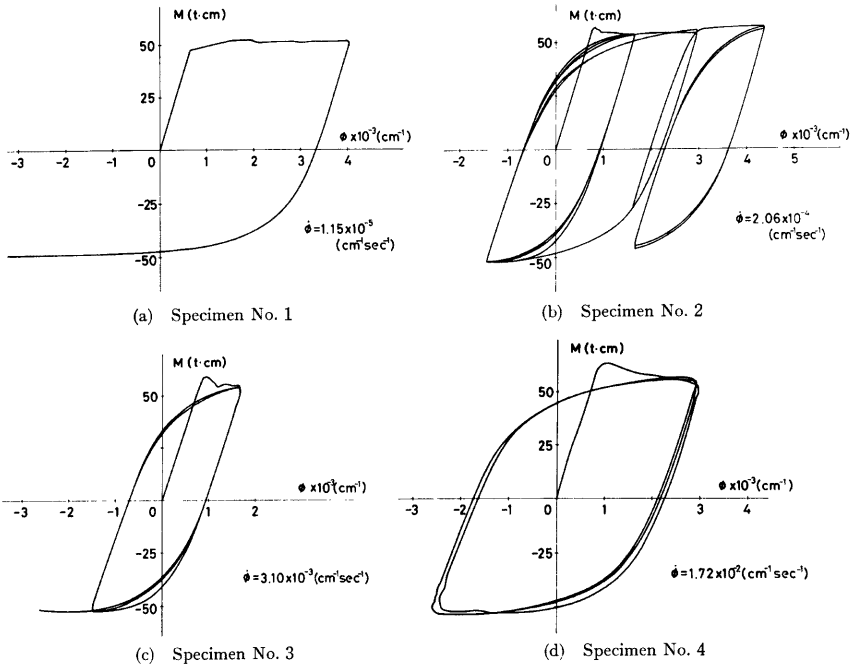 M (t·cm)
50
25
ϕ x10⁻³(cm⁻¹)
-3 -2 -1 0 1 2 3 4
-25
ϕ̇=1.15x10⁻⁵
(cm⁻¹sec⁻¹)
-50
(a) Specimen No. 1
M (t·cm)
50
25
ϕ x10⁻³(cm⁻¹)
-2 -1 0 1 2 3 4 5
-25
ϕ̇=2.06x10⁻⁴
(cm⁻¹sec⁻¹)
-50
(b) Specimen No. 2
M (t·cm)
50
25
ϕ x10⁻³(cm⁻¹)
-3 -2 -1 0 1 2
-25
ϕ̇=3.10x10⁻³(cm⁻¹sec⁻¹)
-50
(c) Specimen No. 3
M (t·cm)
50
25
ϕ x10⁻³(cm⁻¹)
-3 -2 -1 0 1 2 3 4
-25
ϕ̇=1.72x10⁻²(cm⁻¹sec⁻¹)
-50
(d) Specimen No. 4